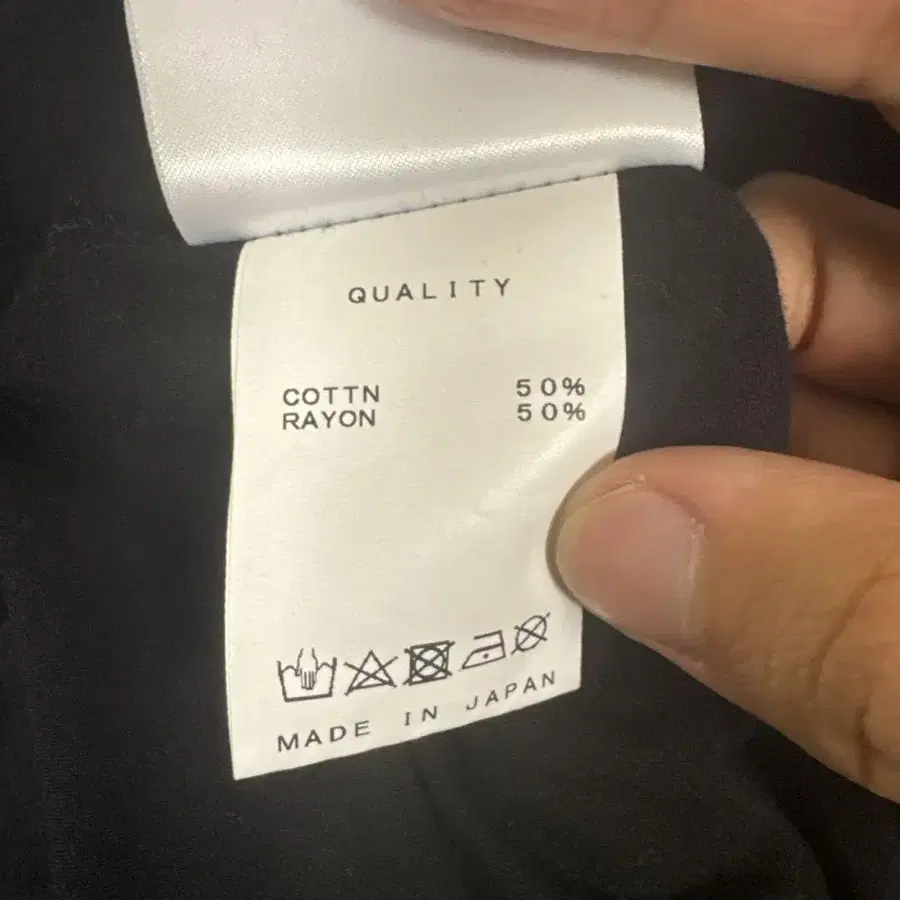 QUALITY
COTTN 50%
RAYON 50%
MADE IN JAPAN